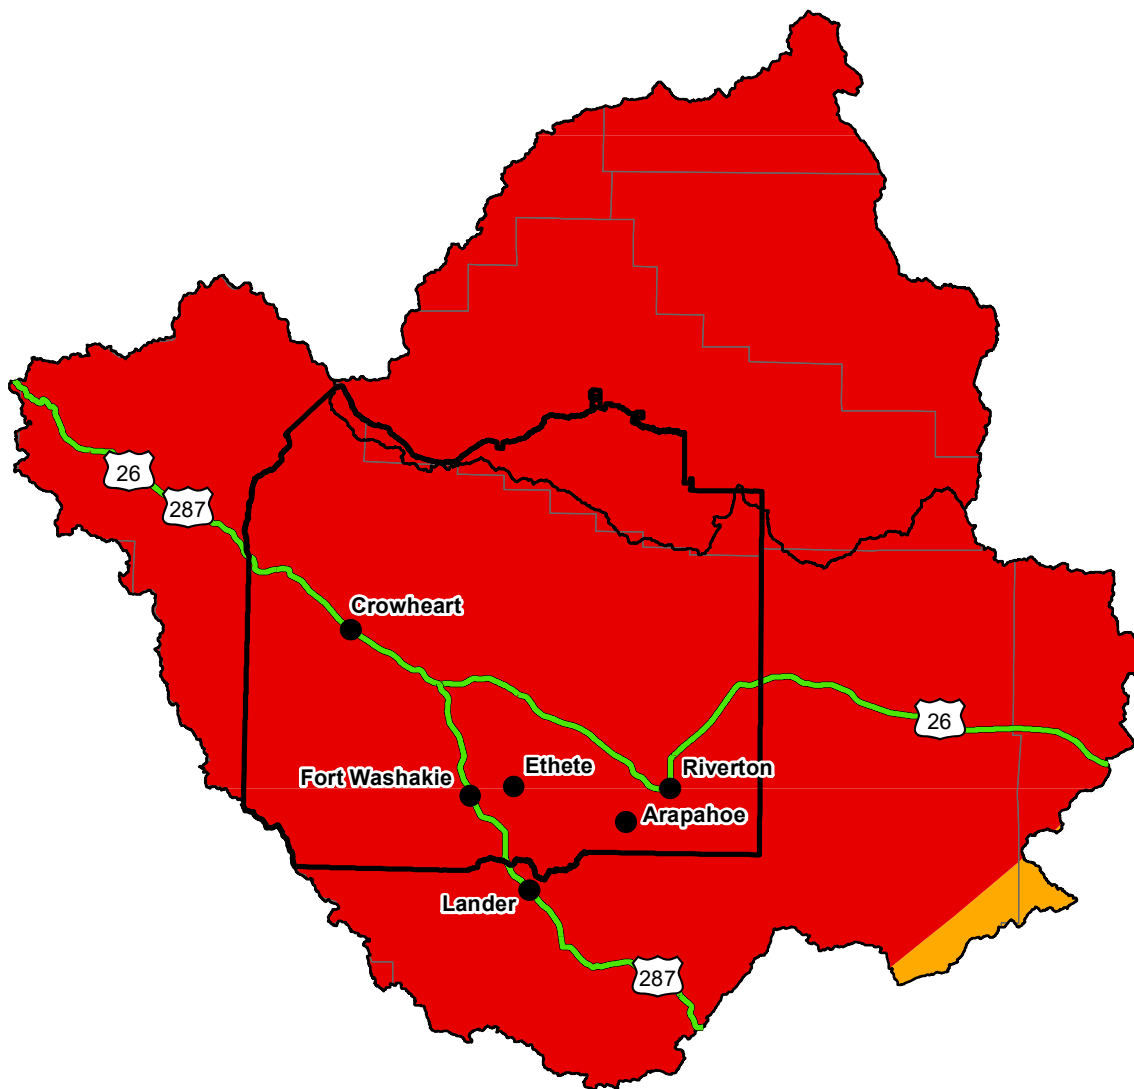 26
287
Crowheart
26
Ethete
Riverton
Fort Washakie
Arapahoe
Lander
287